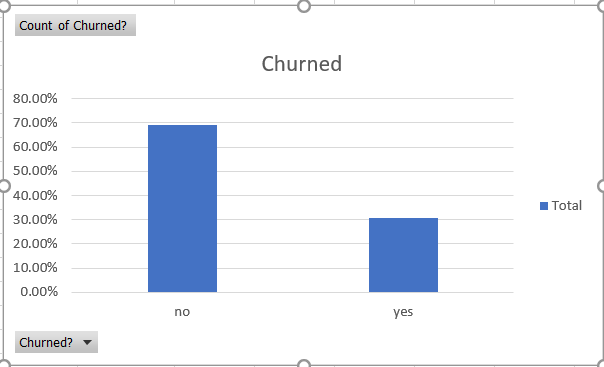 Count of Churned?
Churned
80.00%
70.00%
60.00%
50.00%
40.00%
30.00%
20.00%
10.00%
0.00%
no yes
Total
Churned?